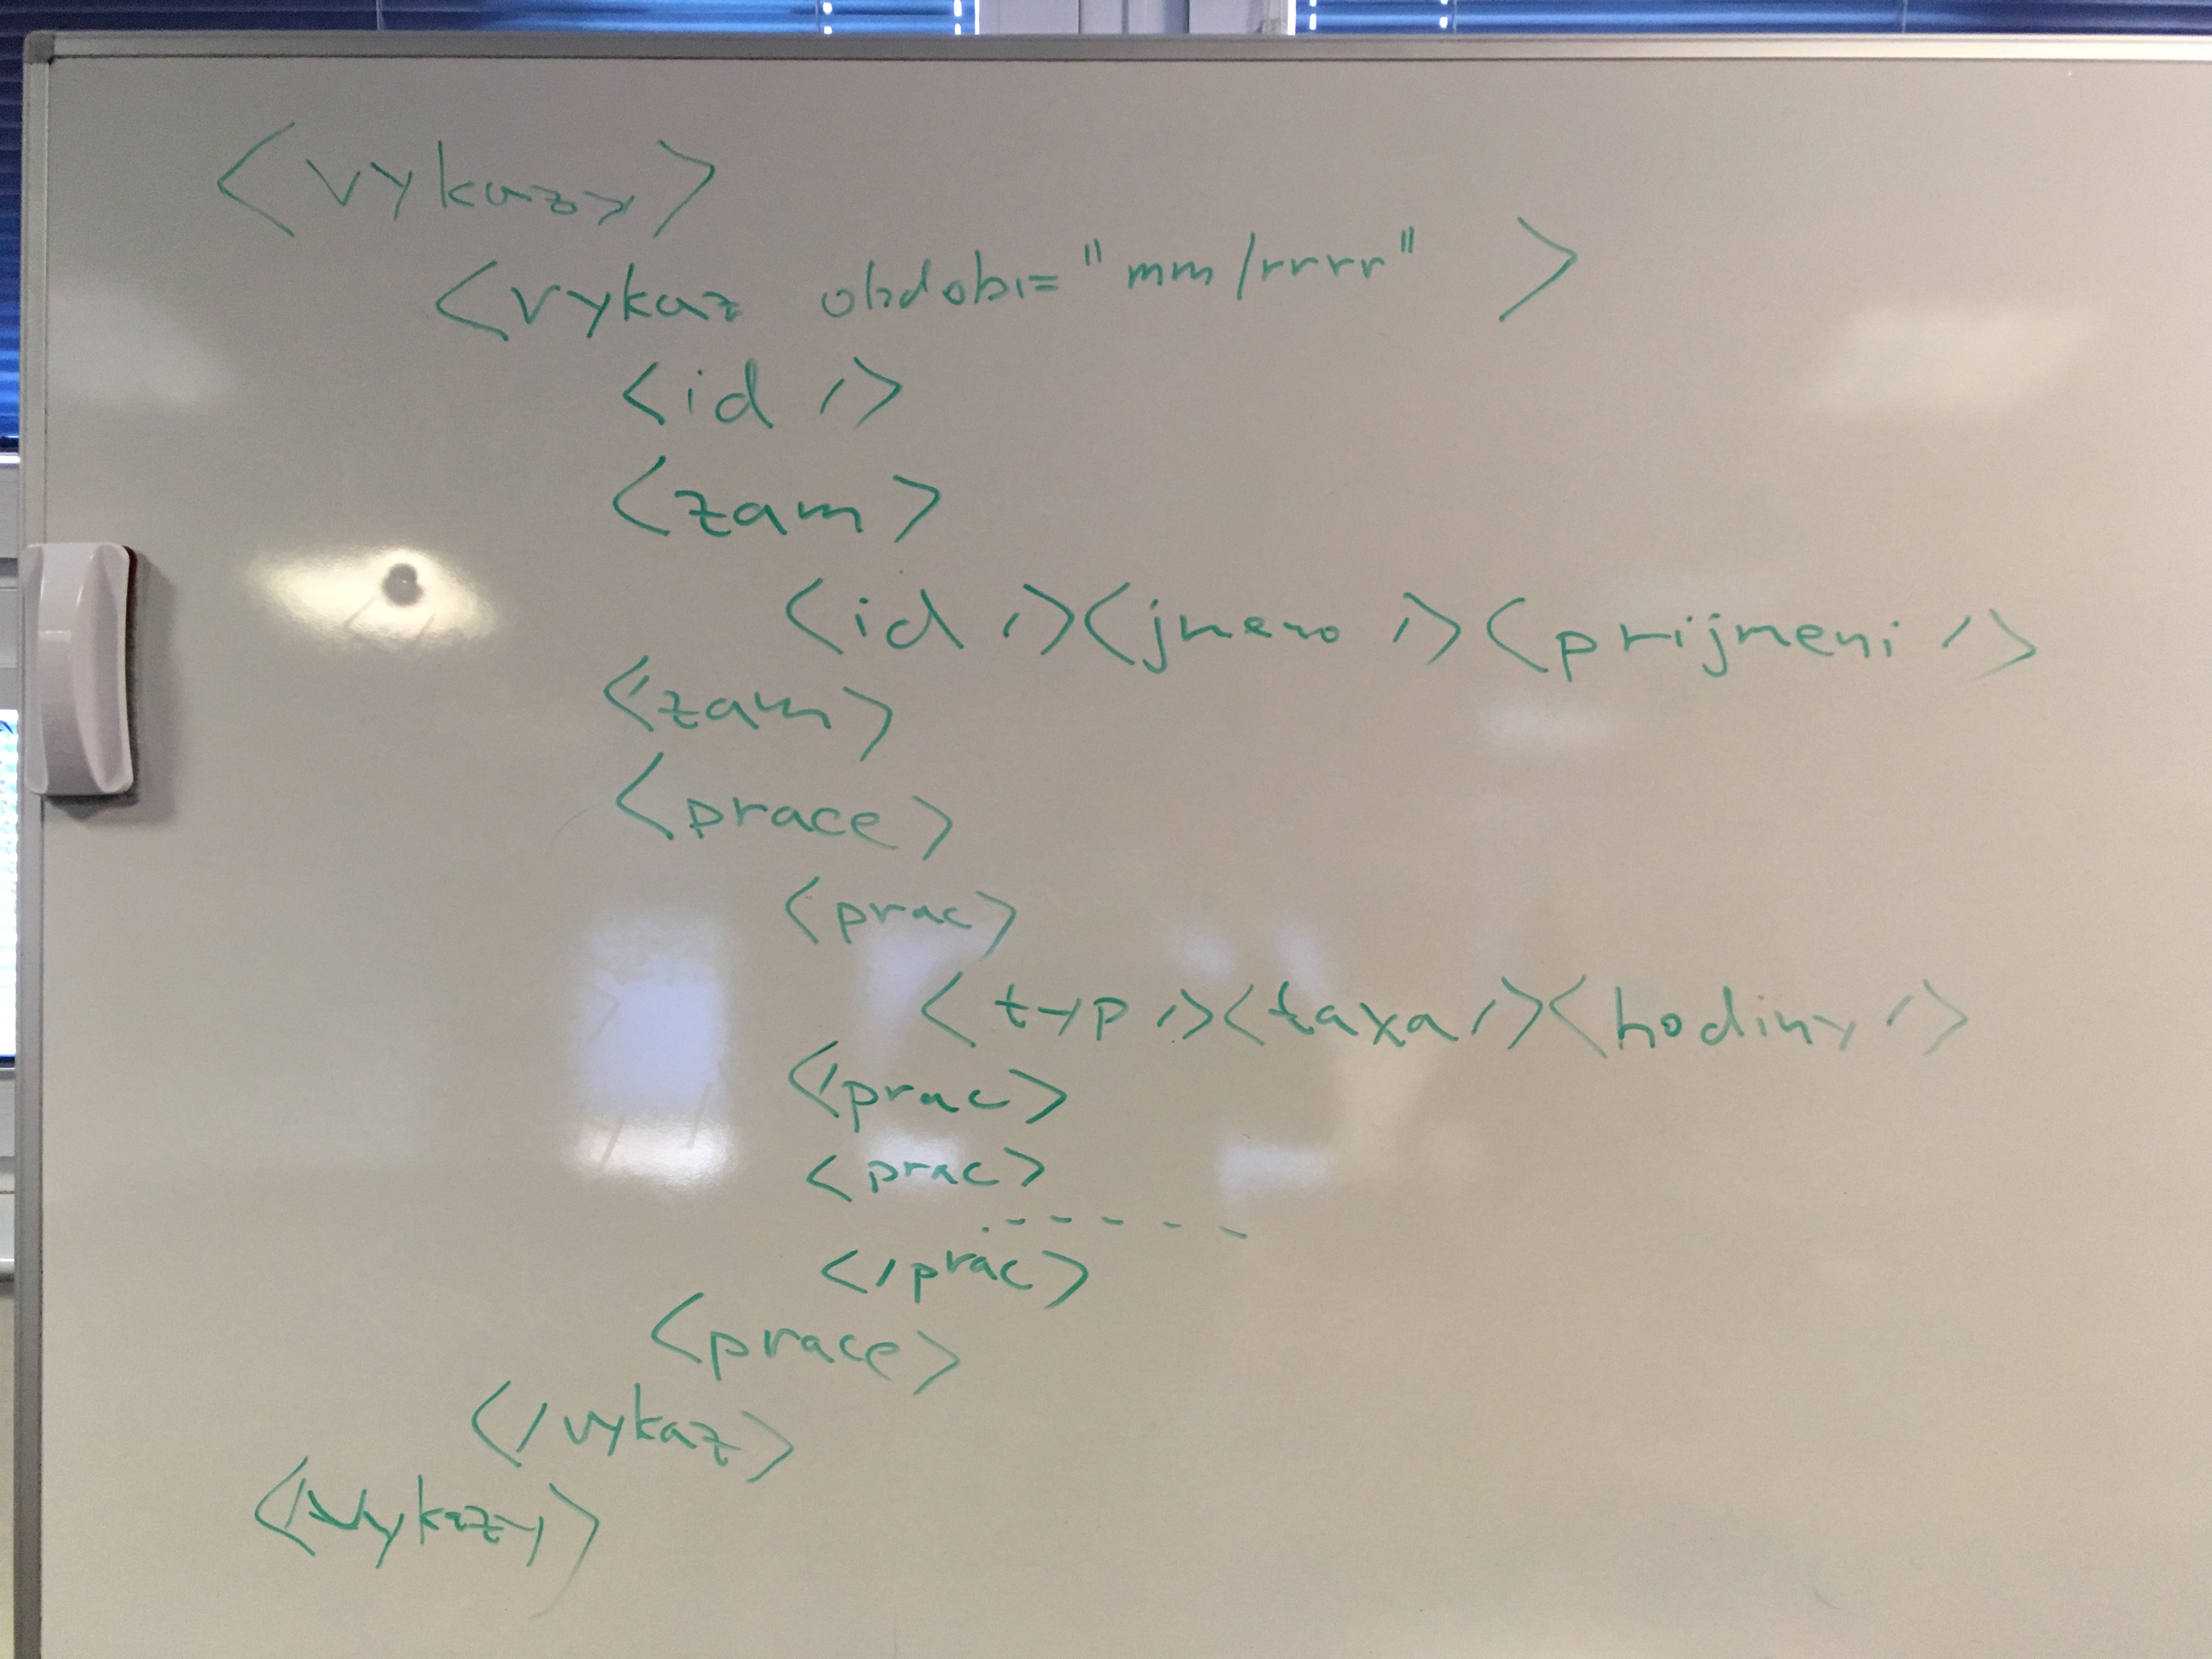 <vykazy>
<vykaz obdobi="mm/rrrr" >
<id />
<zam>
<id /><jmeno /><prijmeni />
</zam>
<prace>
<prac>
<typ /><taxa /><hodiny />
</prac>
<prac>
.-----
</prac>
<prace>
</vykaz>
</vykazy>